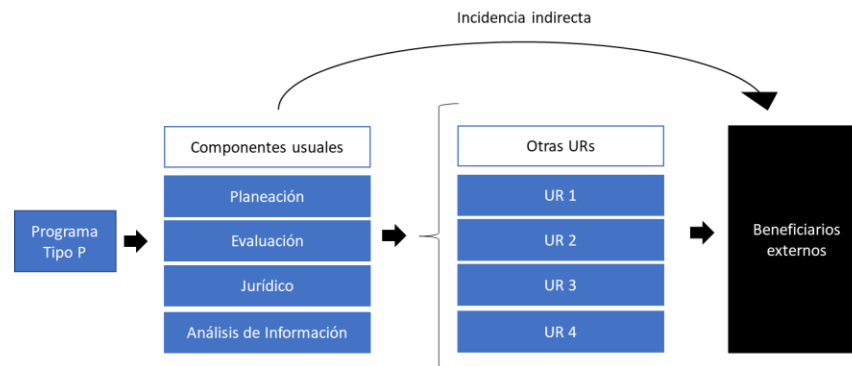 Incidencia indirecta
Componentes usuales
Otras URs
Planeación
UR 1
Programa
Tipo P
Evaluación
UR 2
Beneficiarios
externos
Jurídico
UR 3
Análisis de Información
UR 4